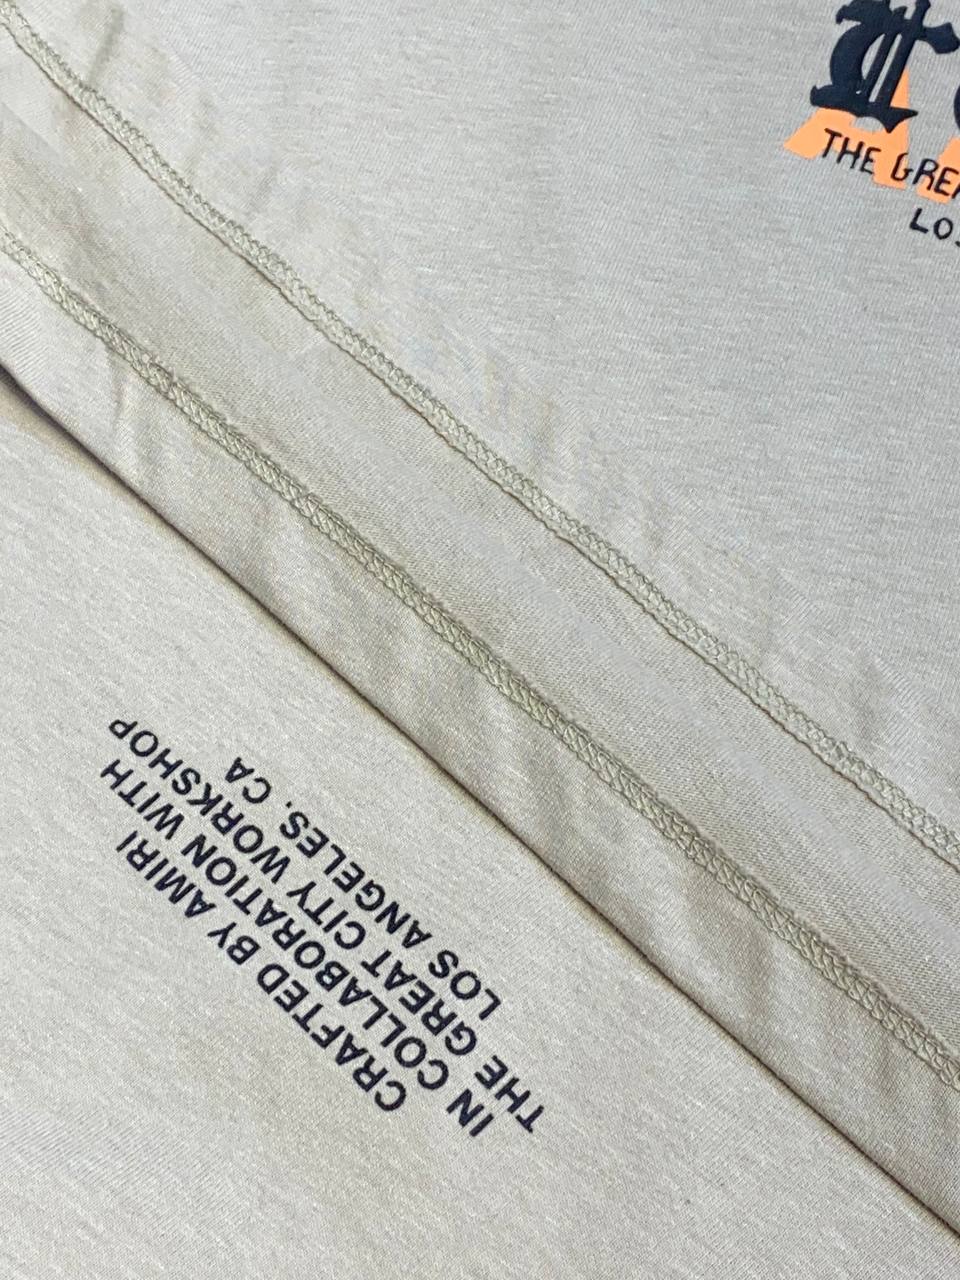 THE GREA
LOS
CRAFTED BY AMIRI
IN COLLABORATION WITH
THE GREAT CITY WORKSHOP
LOS ANGELES, CA